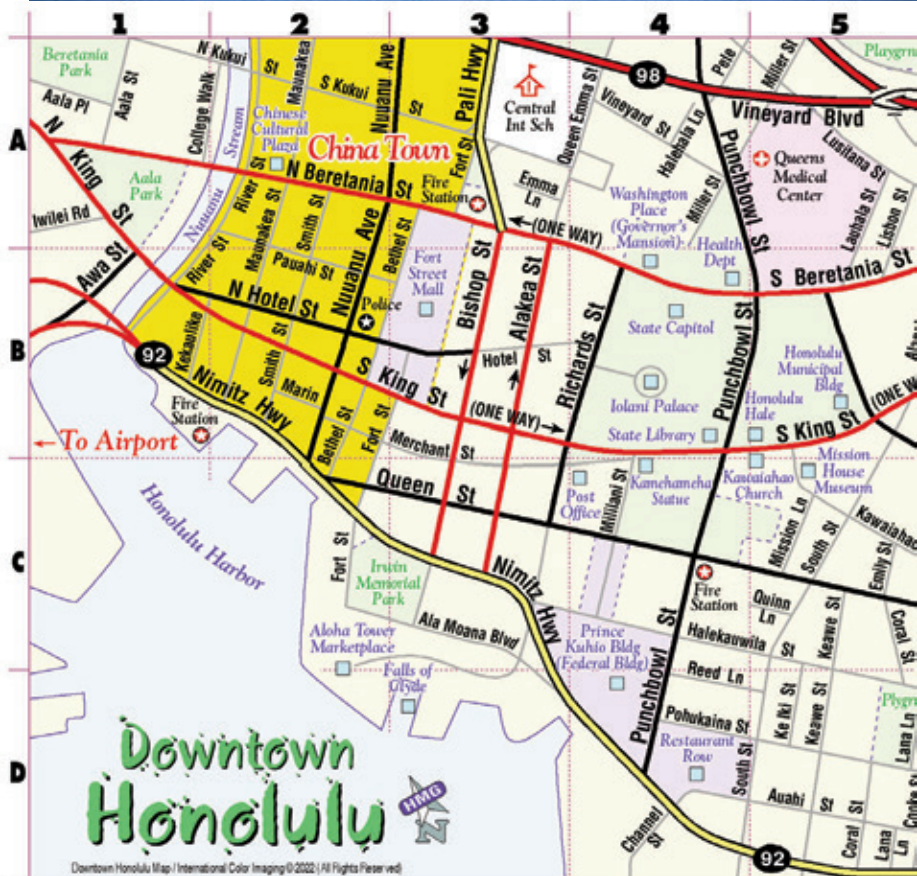 1 2 3 4 5
A
B
C
D
Beretania
Park
Aala Pl
Aala St
College Walk
N Kukui St
Maunakea
S Kukui St
Nuuanu Ave
Pali Hwy
Fort St
Central
Int Sch
Queen Emma St
98
Pele
Miller St
Playgr
Vineyard St
Vineyard Blvd
Halehala Ln
Punchbowl St
Lusitana St
Queens
Medical
Center
Lauhala St
Lisbon St
N King St
Nuuanu Stream
Chinese
Cultural
Plaza
China Town
N Beretania St
River St
Aala
Park
Iwilei Rd
Awa St
Fire
Station
Emma
Ln
(ONE WAY)
Washington
Place
(Governor's
Mansion)
Miller St
Health
Dept
S Beretania St
River St
Maunakea St
Smith St
Pauahi St
Nuuanu Ave
Bethel St
Fort
Street
Mall
Bishop St
Alakea St
Richards St
State Capitol
Punchbowl St
N Hotel St
Police
Hotel St
92
Kekaulike
Smith St
Marin
Nimitz Hwy
S King St
(ONE WAY)
Iolani Palace
State Library
Honolulu
Municipal
Bldg
Honolulu
Hale
(ONE W
S King St
Fire
Station
←To Airport
Bethel St
Fort
Merchant St
Queen St
Post
Office
Mililani St
Kamehameha
Statue
Kawaiahao
Church
Mission
House
Museum
Mission Ln
South St
Kawaiahao
Emily St
Honolulu Harbor
Fort St
Irwin
Memorial
Park
Nimitz Hwy
Ala Moana Blvd
Fire
Station
Quinn
Ln
Halekauwila St
Keawe St
Coral St
Aloha Tower
Marketplace
Falls of
Clyde
Prince
Kuhio Bldg
(Federal Bldg)
Punchbowl St
Reed Ln
Pohukaina St
Ke Iki St
Keawe St
Plygr
Lana Ln
Restaurant
Row
South St
Auahi St
Coral St
Lana Ln
Cooke St
Channel St
92
Downtown
Honolulu
HMG
N
Downtown Honolulu Map / International Color Imaging © 2022 (All Rights Reserved)